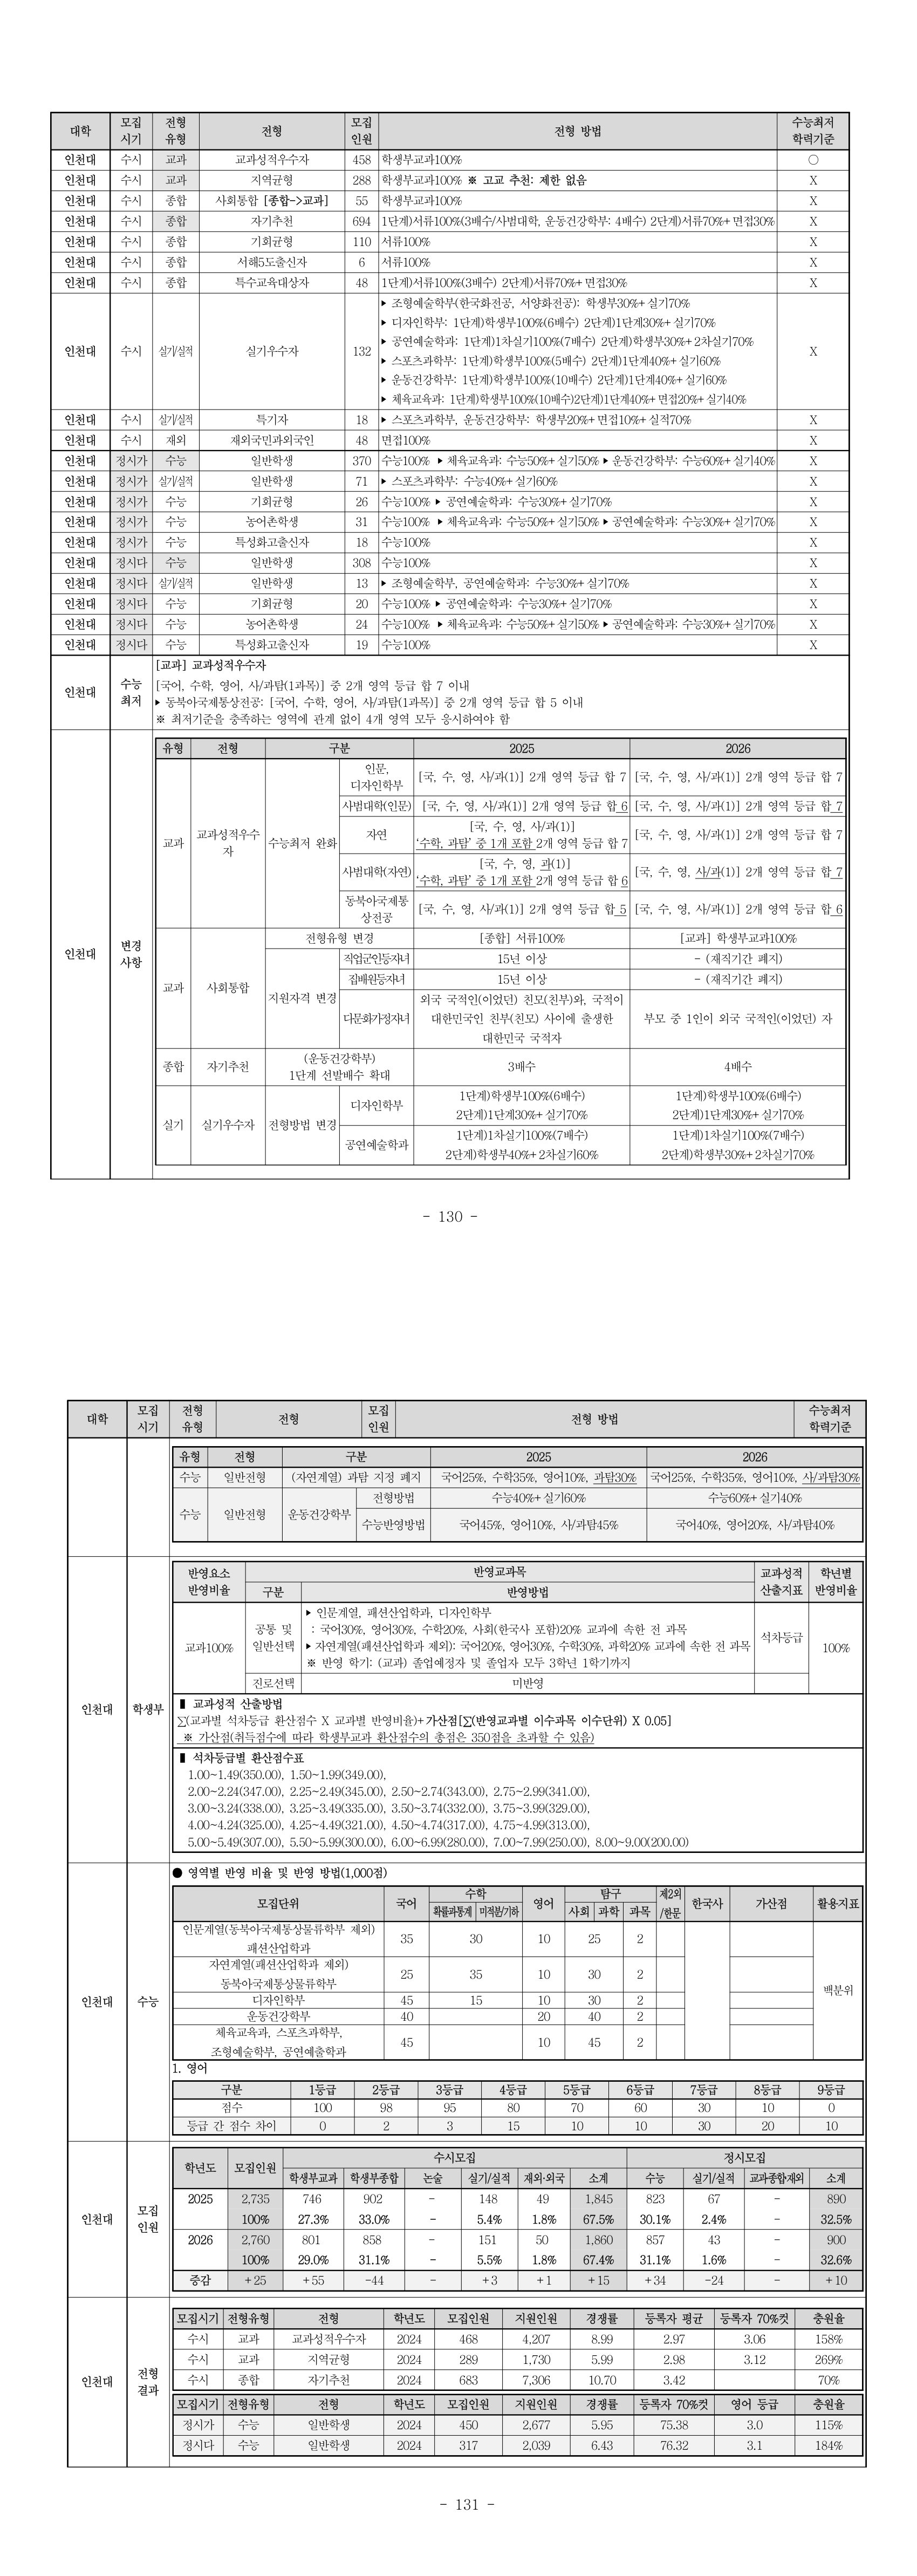 대학 모집시기 전형유형 전형 모집인원 전형 방법 수능최저학력기준
인천대 수시 교과 교과성적우수자 458 학생부교과100% ○
인천대 수시 교과 지역균형 288 학생부교과100% ※ 고교 추천: 제한 없음 X
인천대 수시 종합 사회통합 [종합->교과] 55 학생부교과100% X
인천대 수시 종합 자기추천 694 1단계)서류100%(3배수/사범대학, 운동건강학부: 4배수) 2단계)서류70%+면접30% X
인천대 수시 종합 기회균형 110 서류100% X
인천대 수시 종합 서해5도출신자 6 서류100% X
인천대 수시 종합 특수교육대상자 48 1단계)서류100%(3배수) 2단계)서류70%+면접30% X
인천대 수시 실기/실적 실기우수자 132 X
▸ 조형예술학부(한국화전공, 서양화전공): 학생부30%+실기70%
▸ 디자인학부: 1단계)학생부100%(6배수) 2단계)1단계30%+실기70%
▸ 공연예술학과: 1단계)1차실기100%(7배수) 2단계)학생부30%+2차실기70%
▸ 스포츠과학부: 1단계)학생부100%(5배수) 2단계)1단계40%+실기60%
▸ 운동건강학부: 1단계)학생부100%(10배수) 2단계)1단계40%+실기60%
▸ 체육교육과: 1단계)학생부100%(10배수)2단계)1단계40%+면접20%+실기40%
인천대 수시 실기/실적 특기자 18 ▸ 스포츠과학부, 운동건강학부: 학생부20%+면접10%+실적70% X
인천대 수시 재외 재외국민과외국인 48 면접100% X
인천대 정시가 수능 일반학생 370 수능100% ▸ 체육교육과: 수능50%+실기50% ▸ 운동건강학부: 수능60%+실기40% X
인천대 정시가 실기/실적 일반학생 71 ▸ 스포츠과학부: 수능40%+실기60% X
인천대 정시가 수능 기회균형 26 수능100% ▸ 공연예술학과: 수능30%+실기70% X
인천대 정시가 수능 농어촌학생 31 수능100% ▸ 체육교육과: 수능50%+실기50% ▸ 공연예술학과: 수능30%+실기70% X
인천대 정시가 수능 특성화고출신자 18 수능100% X
인천대 정시다 수능 일반학생 308 수능100% X
인천대 정시다 실기/실적 일반학생 13 ▸ 조형예술학부, 공연예술학과: 수능30%+실기70% X
인천대 정시다 수능 기회균형 20 수능100% ▸ 공연예술학과: 수능30%+실기70% X
인천대 정시다 수능 농어촌학생 24 수능100% ▸ 체육교육과: 수능50%+실기50% ▸ 공연예술학과: 수능30%+실기70% X
인천대 정시다 수능 특성화고출신자 19 수능100% X
인천대 수능최저
[교과] 교과성적우수자
[국어, 수학, 영어, 사/과탐(1과목)] 중 2개 영역 등급 합 7 이내
▸ 동북아국제통상전공: [국어, 수학, 영어, 사/과탐(1과목)] 중 2개 영역 등급 합 5 이내
※ 최저기준을 충족하는 영역에 관계 없이 4개 영역 모두 응시하여야 함
인천대 변경사항
유형 전형 구분 2025 2026
교과 교과성적우수자 수능최저 완화
인문, 디자인학부 [국, 수, 영, 사/과(1)] 2개 영역 등급 합 7 [국, 수, 영, 사/과(1)] 2개 영역 등급 합 7
사범대학(인문) [국, 수, 영, 사/과(1)] 2개 영역 등급 합 6 [국, 수, 영, 사/과(1)] 2개 영역 등급 합 7
자연 [국, 수, 영, 사/과(1)] '수학, 과탐' 중 1개 포함 2개 영역 등급 합 7 [국, 수, 영, 사/과(1)] 2개 영역 등급 합 7
사범대학(자연) [국, 수, 영, 과(1)] '수학, 과탐' 중 1개 포함 2개 영역 등급 합 6 [국, 수, 영, 사/과(1)] 2개 영역 등급 합 7
동북아국제통상전공 [국, 수, 영, 사/과(1)] 2개 영역 등급 합 5 [국, 수, 영, 사/과(1)] 2개 영역 등급 합 6
교과 사회통합
전형유형 변경 [종합] 서류100% [교과] 학생부교과100%
지원자격 변경
직업군인등자녀 15년 이상 - (재직기간 폐지)
집배원등자녀 15년 이상 - (재직기간 폐지)
다문화가정자녀 외국 국적인(이었던) 친모(친부)와, 국적이 대한민국인 친부(친모) 사이에 출생한 대한민국 국적자 부모 중 1인이 외국 국적인(이었던) 자
종합 자기추천 (운동건강학부) 1단계 선발배수 확대 3배수 4배수
실기 실기우수자 전형방법 변경
디자인학부 1단계)학생부100%(6배수) 2단계)1단계30%+실기70% 1단계)학생부100%(6배수) 2단계)1단계30%+실기70%
공연예술학과 1단계)1차실기100%(7배수) 2단계)학생부40%+2차실기60% 1단계)1차실기100%(7배수) 2단계)학생부30%+2차실기70%
- 130 -
대학 모집시기 전형유형 전형 모집인원 전형 방법 수능최저학력기준
유형 전형 구분 2025 2026
수능 일반전형 (자연계열) 과탐 지정 폐지 국어25%, 수학35%, 영어10%, 과탐30% 국어25%, 수학35%, 영어10%, 사/과탐30%
수능 일반전형 운동건강학부
전형방법 수능40%+실기60% 수능60%+실기40%
수능반영방법 국어45%, 영어10%, 사/과탐45% 국어40%, 영어20%, 사/과탐40%
인천대 학생부
반영요소 반영비율 반영교과목 교과성적 산출지표 학년별 반영비율
구분 반영방법
교과100% 공통 및 일반선택 석차등급 100%
▸ 인문계열, 패션산업학과, 디자인학부
: 국어30%, 영어30%, 수학20%, 사회(한국사 포함)20% 교과에 속한 전 과목
▸자연계열(패션산업학과 제외): 국어20%, 영어30%, 수학30%, 과학20% 교과에 속한 전 과목
※ 반영 학기: (교과) 졸업예정자 및 졸업자 모두 3학년 1학기까지
진로선택 미반영
▮ 교과성적 산출방법
∑(교과별 석차등급 환산점수 X 교과별 반영비율)+가산점[∑(반영교과별 이수과목 이수단위) X 0.05]
※ 가산점(취득점수에 따라 학생부교과 환산점수의 총점은 350점을 초과할 수 있음)
▮ 석차등급별 환산점수표
1.00~1.49(350.00), 1.50~1.99(349.00),
2.00~2.24(347.00), 2.25~2.49(345.00), 2.50~2.74(343.00), 2.75~2.99(341.00),
3.00~3.24(338.00), 3.25~3.49(335.00), 3.50~3.74(332.00), 3.75~3.99(329.00),
4.00~4.24(325.00), 4.25~4.49(321.00), 4.50~4.74(317.00), 4.75~4.99(313.00),
5.00~5.49(307.00), 5.50~5.99(300.00), 6.00~6.99(280.00), 7.00~7.99(250.00), 8.00~9.00(200.00)
인천대 수능
● 영역별 반영 비율 및 반영 방법(1,000점)
모집단위 국어 수학 영어 탐구 제2외/한문 한국사 가산점 활용지표
확률과통계 미적분/기하 사회 과학 과목
인문계열(동북아국제통상물류학부 제외) 패션산업학과 35 30 10 25 2
자연계열(패션산업학과 제외) 동북아국제통상물류학부 25 35 10 30 2
백분위
디자인학부 45 15 10 30 2
운동건강학부 40 20 40 2
체육교육과, 스포츠과학부, 조형예술학부, 공연예출학과 45 10 45 2
1. 영어
구분 1등급 2등급 3등급 4등급 5등급 6등급 7등급 8등급 9등급
점수 100 98 95 80 70 60 30 10 0
등급 간 점수 차이 0 2 3 15 10 10 30 20 10
인천대 모집인원
학년도 모집인원 수시모집 정시모집
학생부교과 학생부종합 논술 실기/실적 재외·외국 소계 수능 실기/실적 교과종합재외 소계
2025 2,735 746 902 - 148 49 1,845 823 67 - 890
100% 27.3% 33.0% - 5.4% 1.8% 67.5% 30.1% 2.4% - 32.5%
2026 2,760 801 858 - 151 50 1,860 857 43 - 900
100% 29.0% 31.1% - 5.5% 1.8% 67.4% 31.1% 1.6% - 32.6%
증감 +25 +55 -44 - +3 +1 +15 +34 -24 - +10
인천대 전형결과
모집시기 전형유형 전형 학년도 모집인원 지원인원 경쟁률 등록자 평균 등록자 70%컷 충원율
수시 교과 교과성적우수자 2024 468 4,207 8.99 2.97 3.06 158%
수시 교과 지역균형 2024 289 1,730 5.99 2.98 3.12 269%
수시 종합 자기추천 2024 683 7,306 10.70 3.42 70%
모집시기 전형유형 전형 학년도 모집인원 지원인원 경쟁률 등록자 70%컷 영어 등급 충원율
정시가 수능 일반학생 2024 450 2,677 5.95 75.38 3.0 115%
정시다 수능 일반학생 2024 317 2,039 6.43 76.32 3.1 184%
- 131 -